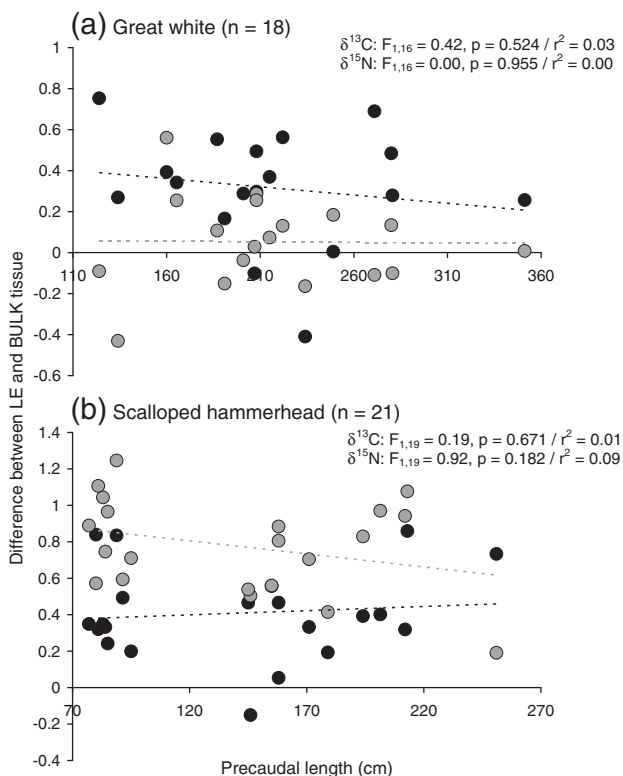 (a) Great white (n = 18)
δ13C: F1,16 = 0.42, p = 0.524 / r2 = 0.03
δ15N: F1,16 = 0.00, p = 0.955 / r2 = 0.00
1
0.8
0.6
0.4
0.2
0
-0.2
-0.4
-0.6
110 160 210 260 310 360
Difference between LE and BULK tissue
(b) Scalloped hammerhead (n = 21)
δ13C: F1,19 = 0.19, p = 0.671 / r2 = 0.01
δ15N: F1,19 = 0.92, p = 0.182 / r2 = 0.09
1.4
1.2
1
0.8
0.6
0.4
0.2
0
-0.2
-0.4
70 120 170 220 270
Precaudal length (cm)